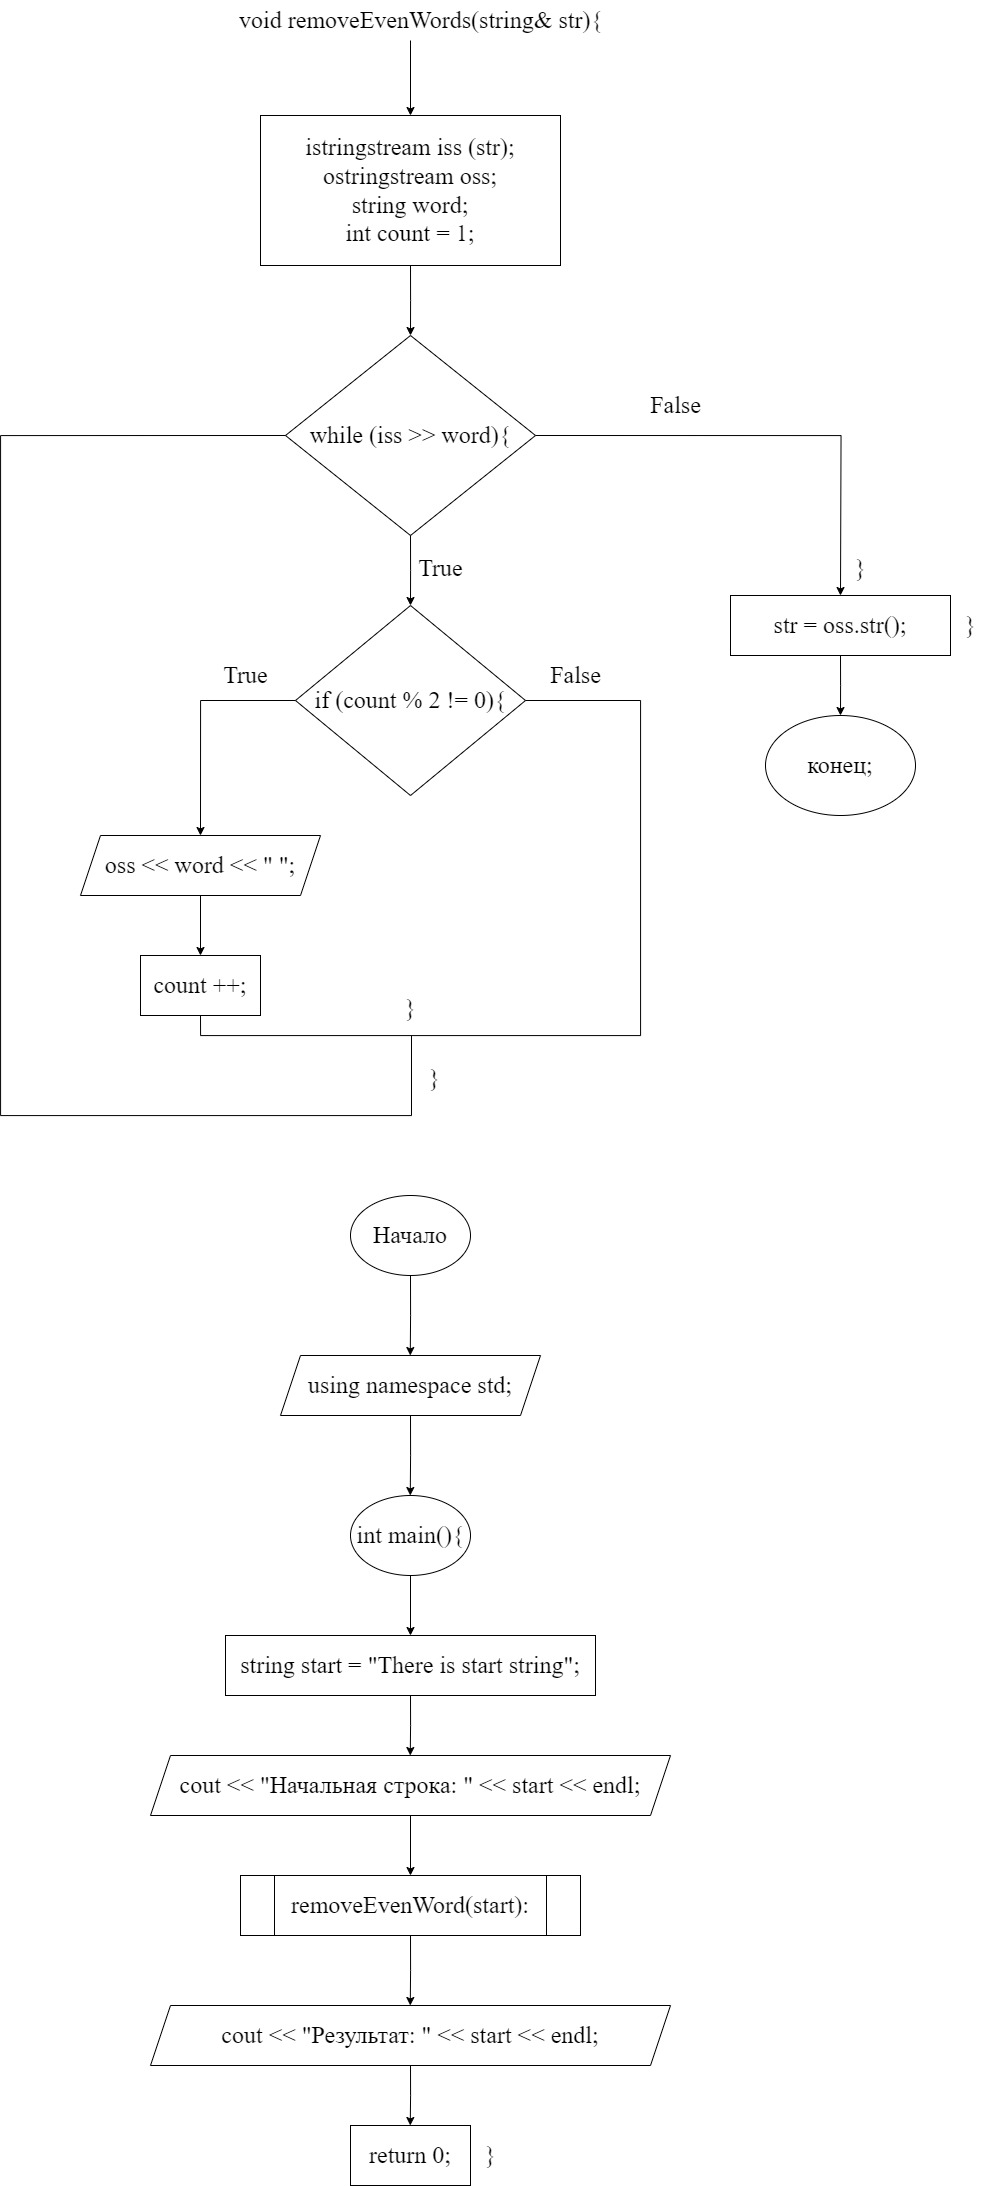 void removeEvenWords(string& str){
istringstream iss (str);
ostringstream oss;
string word;
int count = 1;
while (iss >> word){
False
True
}
str = oss.str();
}
конец;
True
if (count % 2 != 0){
False
oss << word << " ";
count ++;
}
}
Начало
using namespace std;
int main(){
string start = "There is start string";
cout << "Начальная строка: " << start << endl;
removeEvenWord(start):
cout << "Результат: " << start << endl;
return 0;
}